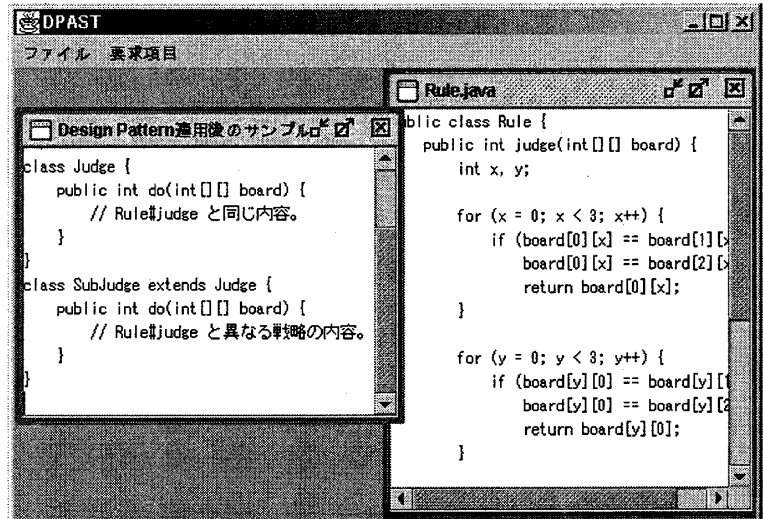 DPAST
ファイル 要求項目
Design Pattern適用後のサンプル
class Judge {
public int do(int[][] board) {
// Rule#judge と同じ内容。
}
}
class SubJudge extends Judge {
public int do(int[][] board) {
// Rule#judge と異なる戦略の内容。
}
}
Rule.java
blic class Rule {
public int judge(int[][] board) {
int x, y;
for (x = 0; x < 3; x++) {
if (board[0][x] == board[1][x
board[0][x] == board[2][x
return board[0][x];
}
for (y = 0; y < 3; y++) {
if (board[y][0] == board[y][1
board[y][0] == board[y][2
return board[y][0];
}